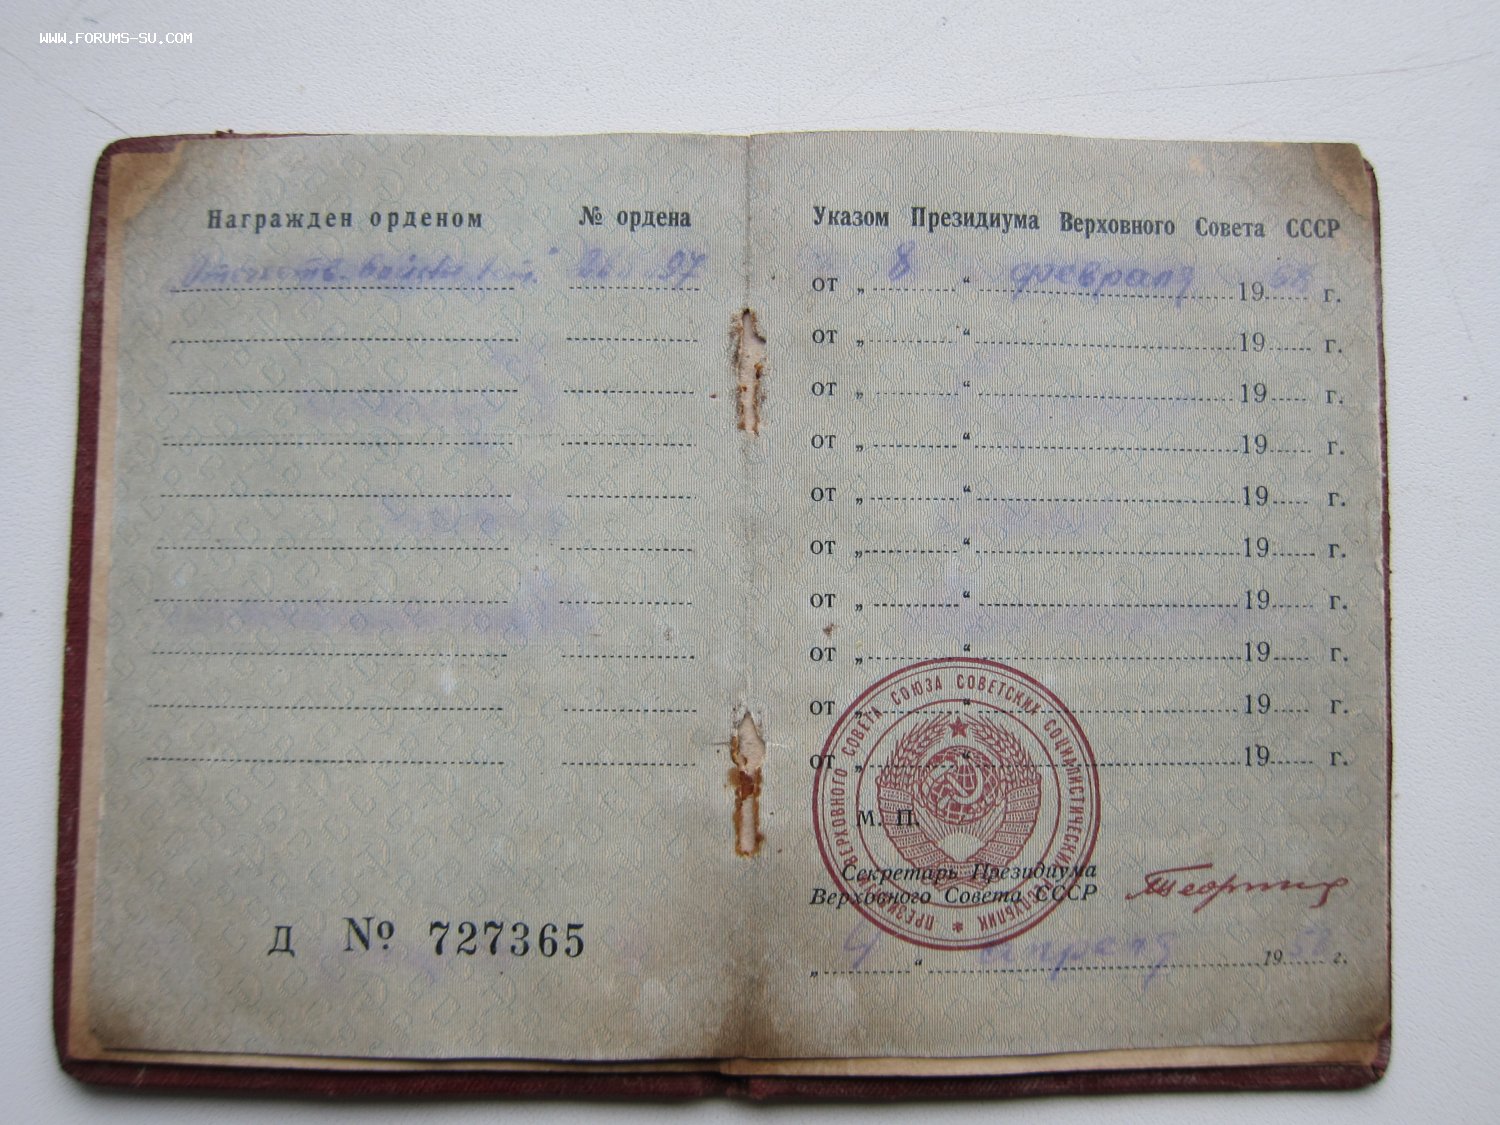 WWW.FORUMS-SU.COM
Награжден орденом № ордена
Отечеств. войны
Указом Президиума Верховного Совета СССР
от „ 8 “ февраля 19 г.
от „ “ 19 г.
от „ “ 19 г.
от „ “ 19 г.
от „ “ 19 г.
от „ “ 19 г.
от „ “ 19 г.
от „ “ 19 г.
от „ “ 19 г.
от „ “ 19 г.
М. П.
ПРЕЗИДИУМ ВЕРХОВНОГО СОВЕТА СОЮЗА СОВЕТСКИХ СОЦИАЛИСТИЧЕСКИХ РЕСПУБЛИК
Секретарь Президиума
Верховного Совета СССР
„ “ апреля 19 г.
Д № 727365